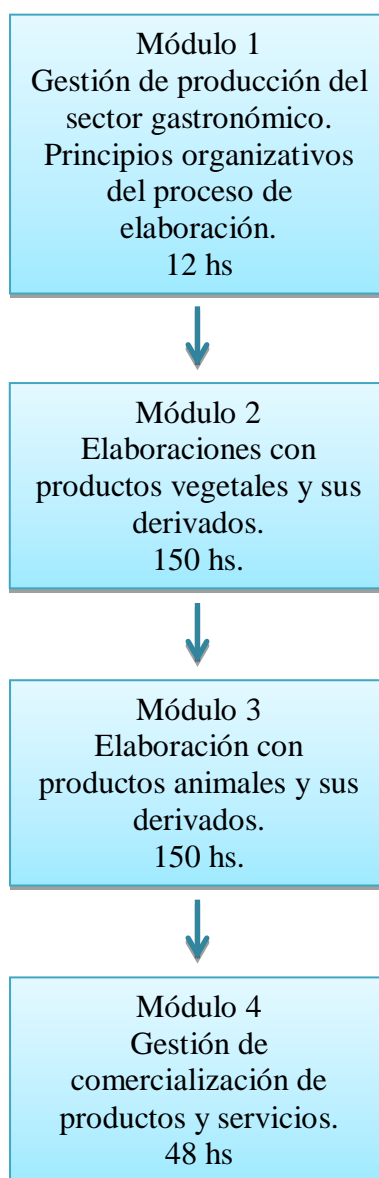 Módulo 1
Gestión de producción del
sector gastronómico.
Principios organizativos
del proceso de
elaboración.
12 hs
Módulo 2
Elaboraciones con
productos vegetales y sus
derivados.
150 hs.
Módulo 3
Elaboración con
productos animales y sus
derivados.
150 hs.
Módulo 4
Gestión de
comercialización de
productos y servicios.
48 hs